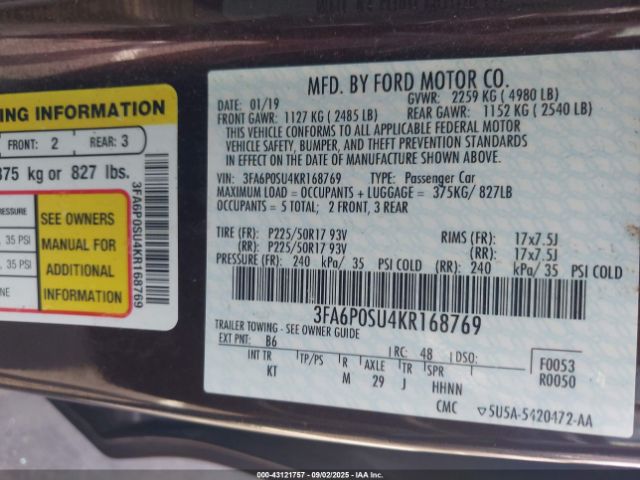 NG INFORMATION
FRONT: 2 REAR: 3
375 kg or 827 lbs.
PRESSURE
35 PSI
35 PSI
NE
SEE OWNERS
MANUAL FOR
ADDITIONAL
INFORMATION
3FA6P0SU4KR168769
MFD. BY FORD MOTOR CO.
DATE: 01/19 GVWR: 2259 KG ( 4980 LB)
FRONT GAWR: 1127 KG ( 2485 LB) REAR GAWR: 1152 KG ( 2540 LB)
THIS VEHICLE CONFORMS TO ALL APPLICABLE FEDERAL MOTOR
VEHICLE SAFETY, BUMPER, AND THEFT PREVENTION STANDARDS
IN EFFECT ON THE DATE OF MANUFACTURE SHOWN ABOVE.
VIN: 3FA6P0SU4KR168769 TYPE: Passenger Car
MAXIMUM LOAD = OCCUPANTS + LUGGAGE = 375KG/ 827LB
OCCUPANTS = 5 TOTAL; 2 FRONT, 3 REAR
TIRE (FR): P225/50R17 93V RIMS (FR): 17x7.5J
(RR): P225/50R17 93V (RR): 17x7.5J
PRESSURE (FR): 240 kPa/ 35 PSI COLD (RR): 240 kPa/ 35 PSI COLD
3FA6P0SU4KR168769
TRAILER TOWING - SEE OWNER GUIDE
EXT PNT: B6 RC: 48 DSO: F0053
INT TR TP/PS R AXLE TR SPR R0050
KT M 29 J HHNN
CMC 5U5A-5420472-AA
000-43121757 - 09/02/2025 - IAAI.COM